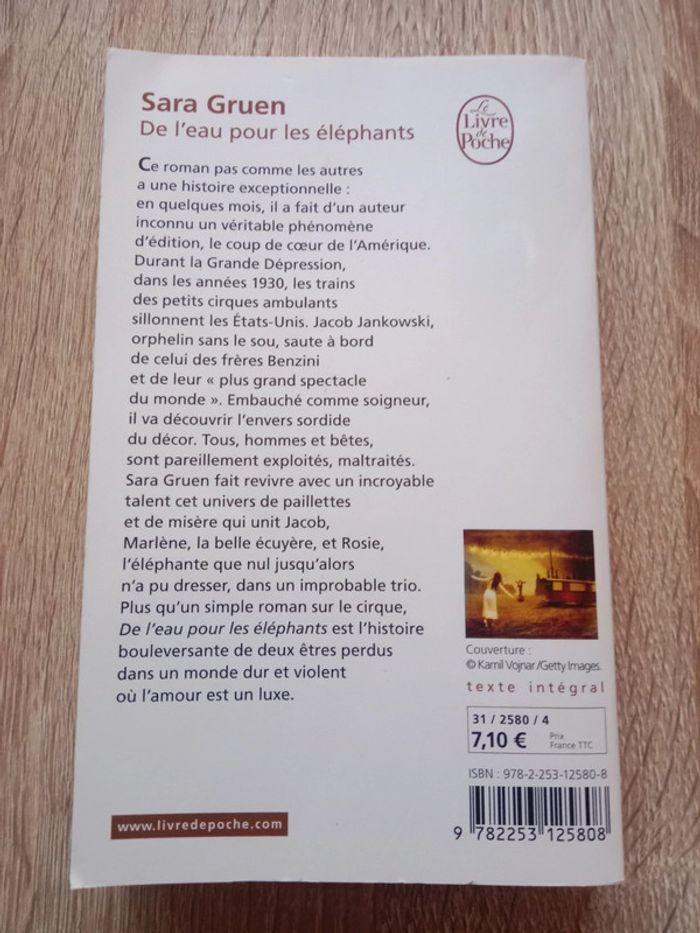 Sara Gruen
De l'eau pour les éléphants
Le
Livre
de
Poche
Ce roman pas comme les autres
a une histoire exceptionnelle :
en quelques mois, il a fait d'un auteur
inconnu un véritable phénomène
d'édition, le coup de cœur de l'Amérique.
Durant la Grande Dépression,
dans les années 1930, les trains
des petits cirques ambulants
sillonnent les États-Unis. Jacob Jankowski,
orphelin sans le sou, saute à bord
de celui des frères Benzini
et de leur « plus grand spectacle
du monde ». Embauché comme soigneur,
il va découvrir l'envers sordide
du décor. Tous, hommes et bêtes,
sont pareillement exploités, maltraités.
Sara Gruen fait revivre avec un incroyable
talent cet univers de paillettes
et de misère qui unit Jacob,
Marlène, la belle écuyère, et Rosie,
l'éléphante que nul jusqu'alors
n'a pu dresser, dans un improbable trio.
Plus qu'un simple roman sur le cirque,
De l'eau pour les éléphants est l'histoire
bouleversante de deux êtres perdus
dans un monde dur et violent
où l'amour est un luxe.
Couverture :
© Kamil Vojnar/Getty Images.
texte intégral
31 / 2580 / 4
7,10 €
Prix
France TTC
ISBN : 978-2-253-12580-8
9 782253 125808
www.livredepoche.com